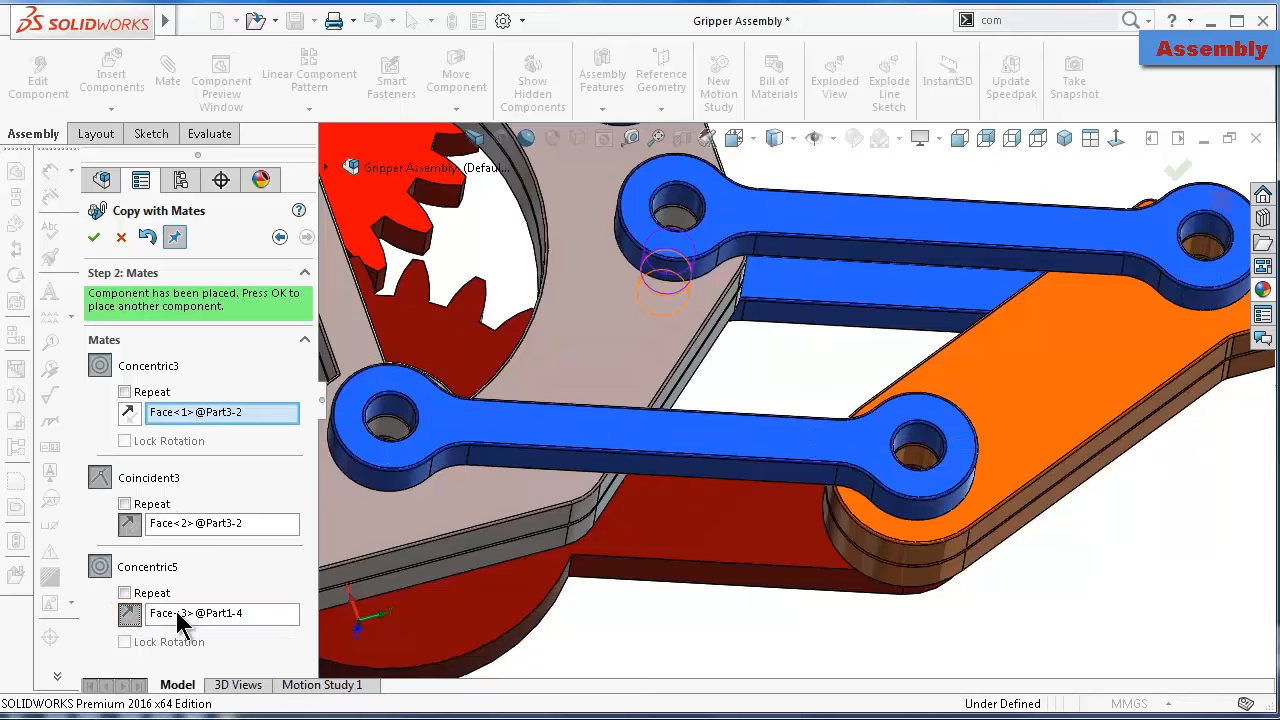 SOLIDWORKS
Gripper Assembly *
com
?
Assembly
Edit
Component
Insert
Components
Mate
Component
Preview
Window
Linear Component
Pattern
Smart
Fasteners
Move
Component
Show
Hidden
Components
Assembly
Features
Reference
Geometry
New
Motion
Study
Bill of
Materials
Exploded
View
Explode
Line
Sketch
Instant3D
Update
Speedpak
Take
Snapshot
Assembly
Layout
Sketch
Evaluate
Gripper Assembly (Defaul...
Copy with Mates
?
Step 2: Mates
Component has been placed. Press OK to
place another component.
Mates
Concentric3
Repeat
Face<1>@Part3-2
Lock Rotation
Coincident3
Repeat
Face<2>@Part3-2
Concentric5
Repeat
Face<3>@Part1-4
Lock Rotation
Model
3D Views
Motion Study 1
SOLIDWORKS Premium 2016 x64 Edition
Under Defined
MMGS